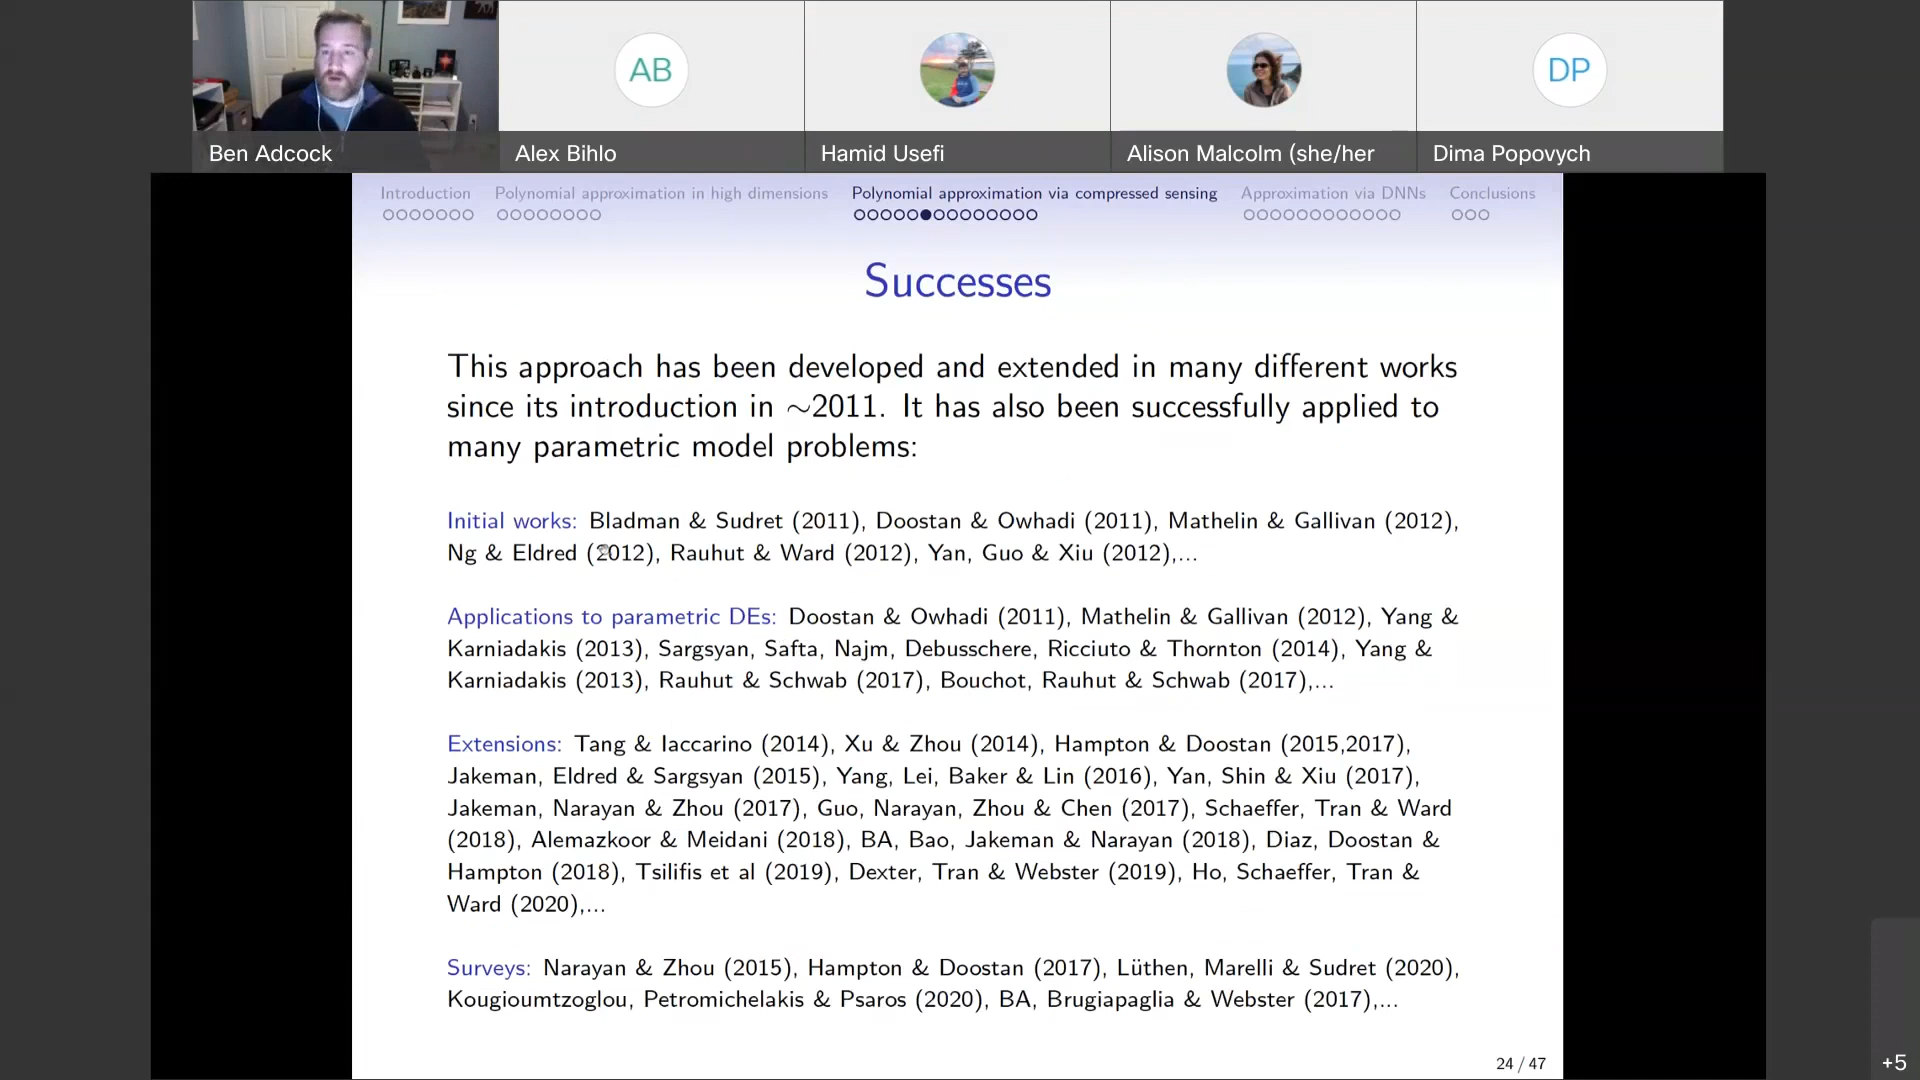 AB
DP
Ben Adcock
Alex Bihlo
Hamid Usefi
Alison Malcolm (she/her
Dima Popovych
Introduction
Polynomial approximation in high dimensions
Polynomial approximation via compressed sensing
Approximation via DNNs
Conclusions
Successes
This approach has been developed and extended in many different works
since its introduction in ∼2011. It has also been successfully applied to
many parametric model problems:
Initial works: Bladman & Sudret (2011), Doostan & Owhadi (2011), Mathelin & Gallivan (2012),
Ng & Eldred (2012), Rauhut & Ward (2012), Yan, Guo & Xiu (2012),...
Applications to parametric DEs: Doostan & Owhadi (2011), Mathelin & Gallivan (2012), Yang &
Karniadakis (2013), Sargsyan, Safta, Najm, Debusschere, Ricciuto & Thornton (2014), Yang &
Karniadakis (2013), Rauhut & Schwab (2017), Bouchot, Rauhut & Schwab (2017),...
Extensions: Tang & Iaccarino (2014), Xu & Zhou (2014), Hampton & Doostan (2015,2017),
Jakeman, Eldred & Sargsyan (2015), Yang, Lei, Baker & Lin (2016), Yan, Shin & Xiu (2017),
Jakeman, Narayan & Zhou (2017), Guo, Narayan, Zhou & Chen (2017), Schaeffer, Tran & Ward
(2018), Alemazkoor & Meidani (2018), BA, Bao, Jakeman & Narayan (2018), Diaz, Doostan &
Hampton (2018), Tsilifis et al (2019), Dexter, Tran & Webster (2019), Ho, Schaeffer, Tran &
Ward (2020),...
Surveys: Narayan & Zhou (2015), Hampton & Doostan (2017), Lüthen, Marelli & Sudret (2020),
Kougioumtzoglou, Petromichelakis & Psaros (2020), BA, Brugiapaglia & Webster (2017),...
24 / 47
+5